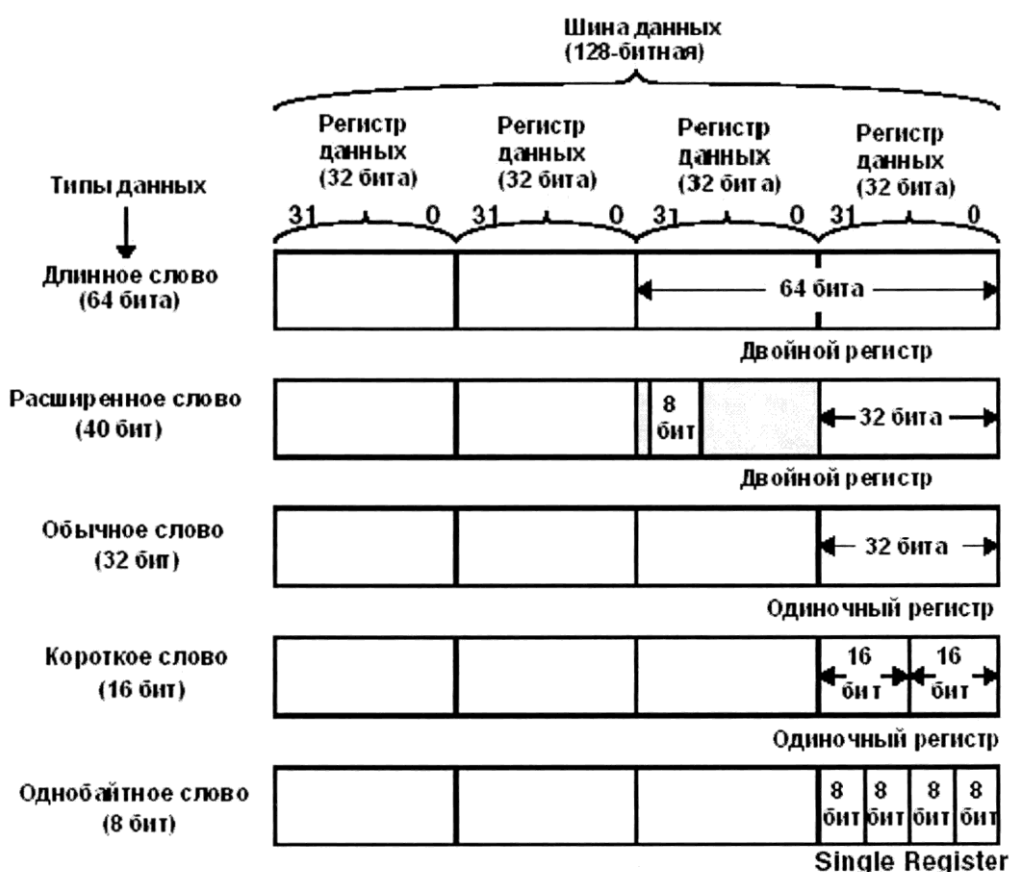 Шина данных
(128-битная)
Регистр данных (32 бита)
Регистр данных (32 бита)
Регистр данных (32 бита)
Регистр данных (32 бита)
Типы данных
31 0 31 0 31 0 31 0
Длинное слово
(64 бита)
64 бита
Двойной регистр
Расширенное слово
(40 бит)
8 бит
32 бита
Двойной регистр
Обычное слово
(32 бит)
32 бита
Одиночный регистр
Короткое слово
(16 бит)
16 бит
16 бит
Одиночный регистр
Однобайтное слово
(8 бит)
8 бит
8 бит
8 бит
8 бит
Single Register